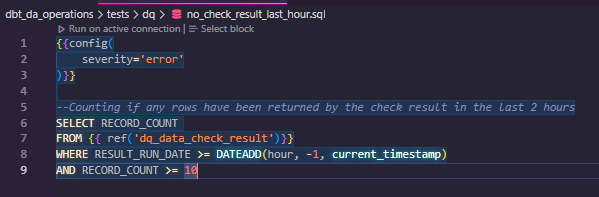 dbt_da_operations > tests > dq > no_check_result_last_hour.sql
Run on active connection | Select block
1 {{config(
2 severity='error'
3 )}}
4
5 --Counting if any rows have been returned by the check result in the last 2 hours
6 SELECT RECORD_COUNT
7 FROM {{ ref('dq_data_check_result')}}
8 WHERE RESULT_RUN_DATE >= DATEADD(hour, -1, current_timestamp)
9 AND RECORD_COUNT >= 10